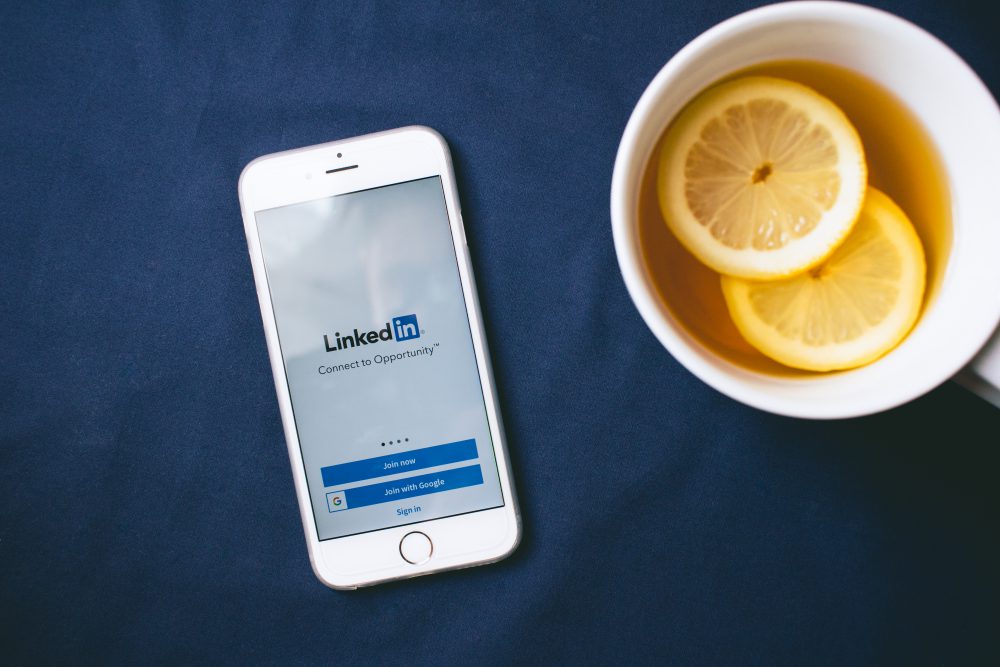 LinkedIn®
Connect to Opportunity™
Join now
G Join with Google
Sign in